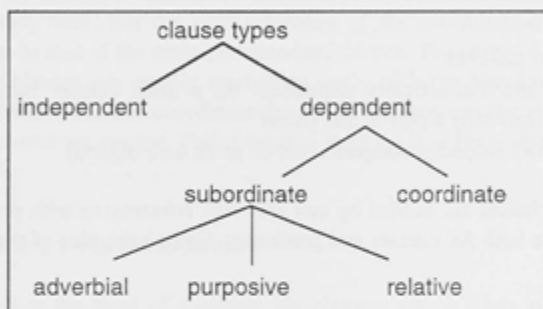 clause types
independent dependent
subordinate coordinate
adverbial purposive relative